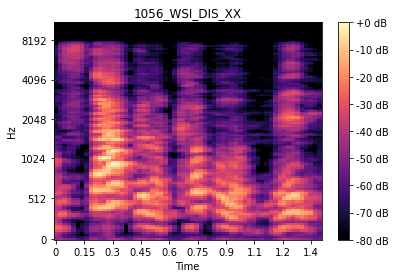 1056_WSI_DIS_XX
+0 dB
8192
-10 dB
4096
-20 dB
-30 dB
2048
Hz
-40 dB
1024
-50 dB
512
-60 dB
-70 dB
0
-80 dB
0 0.15 0.3 0.45 0.6 0.75 0.9 1.1 1.2 1.4
Time